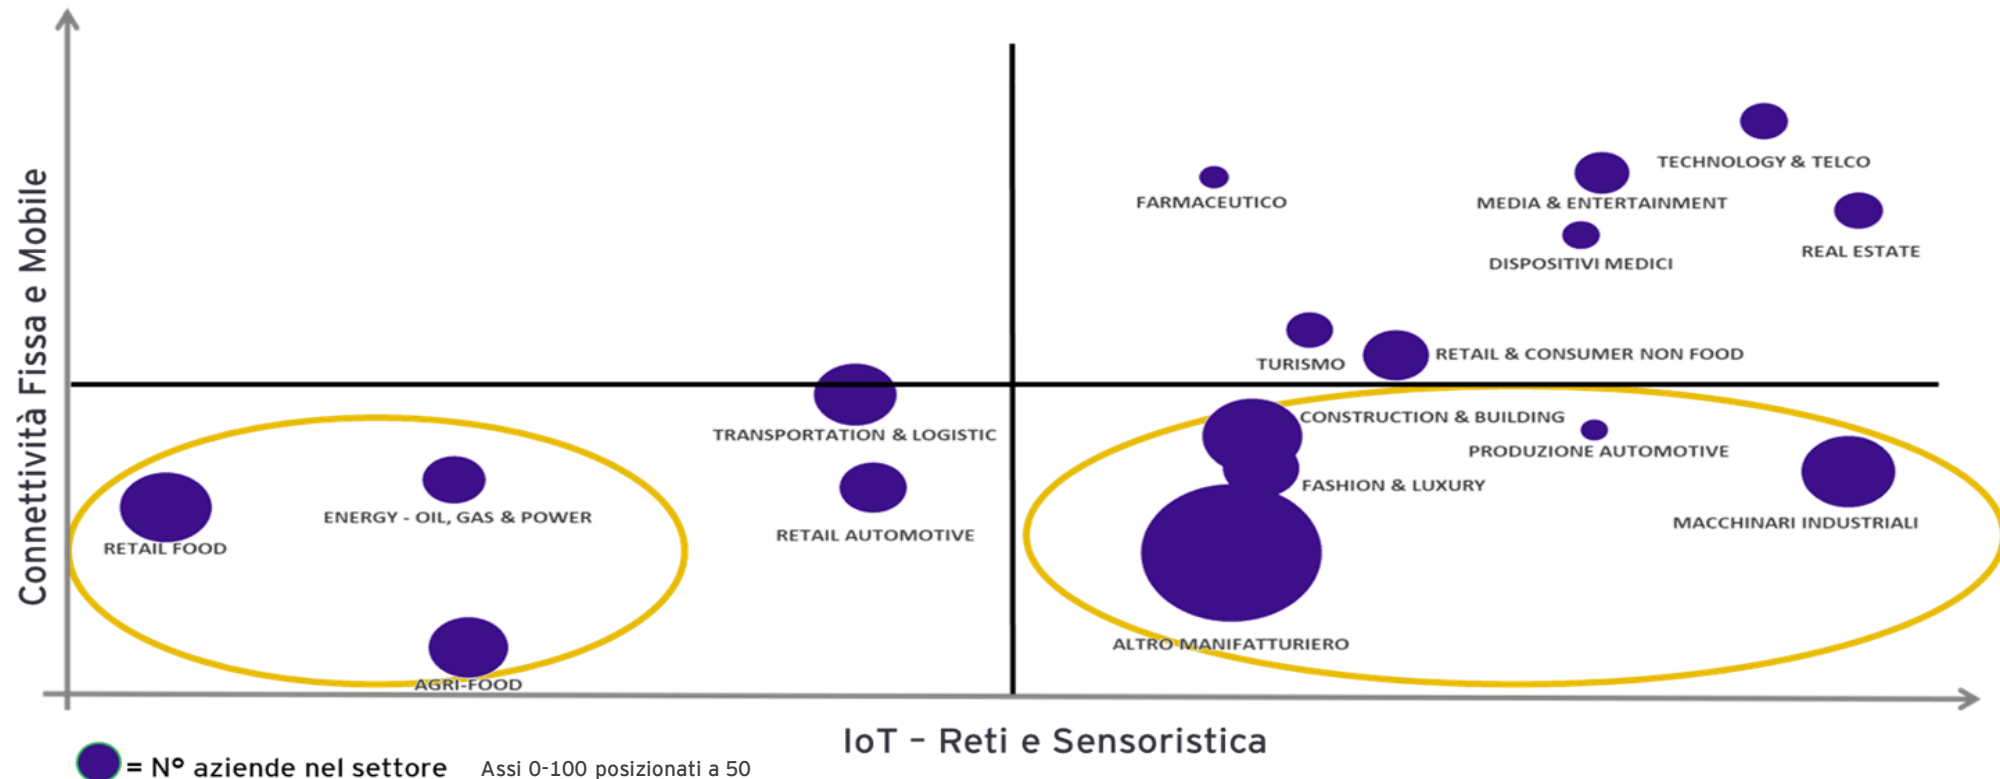 Connettività Fissa e Mobile
TECHNOLOGY & TELCO
FARMACEUTICO
MEDIA & ENTERTAINMENT
REAL ESTATE
DISPOSITIVI MEDICI
TURISMO
RETAIL & CONSUMER NON FOOD
CONSTRUCTION & BUILDING
TRANSPORTATION & LOGISTIC
PRODUZIONE AUTOMOTIVE
FASHION & LUXURY
ENERGY - OIL, GAS & POWER
MACCHINARI INDUSTRIALI
RETAIL AUTOMOTIVE
RETAIL FOOD
ALTRO MANIFATTURIERO
AGRI-FOOD
IoT – Reti e Sensoristica
= N° aziende nel settore
Assi 0-100 posizionati a 50